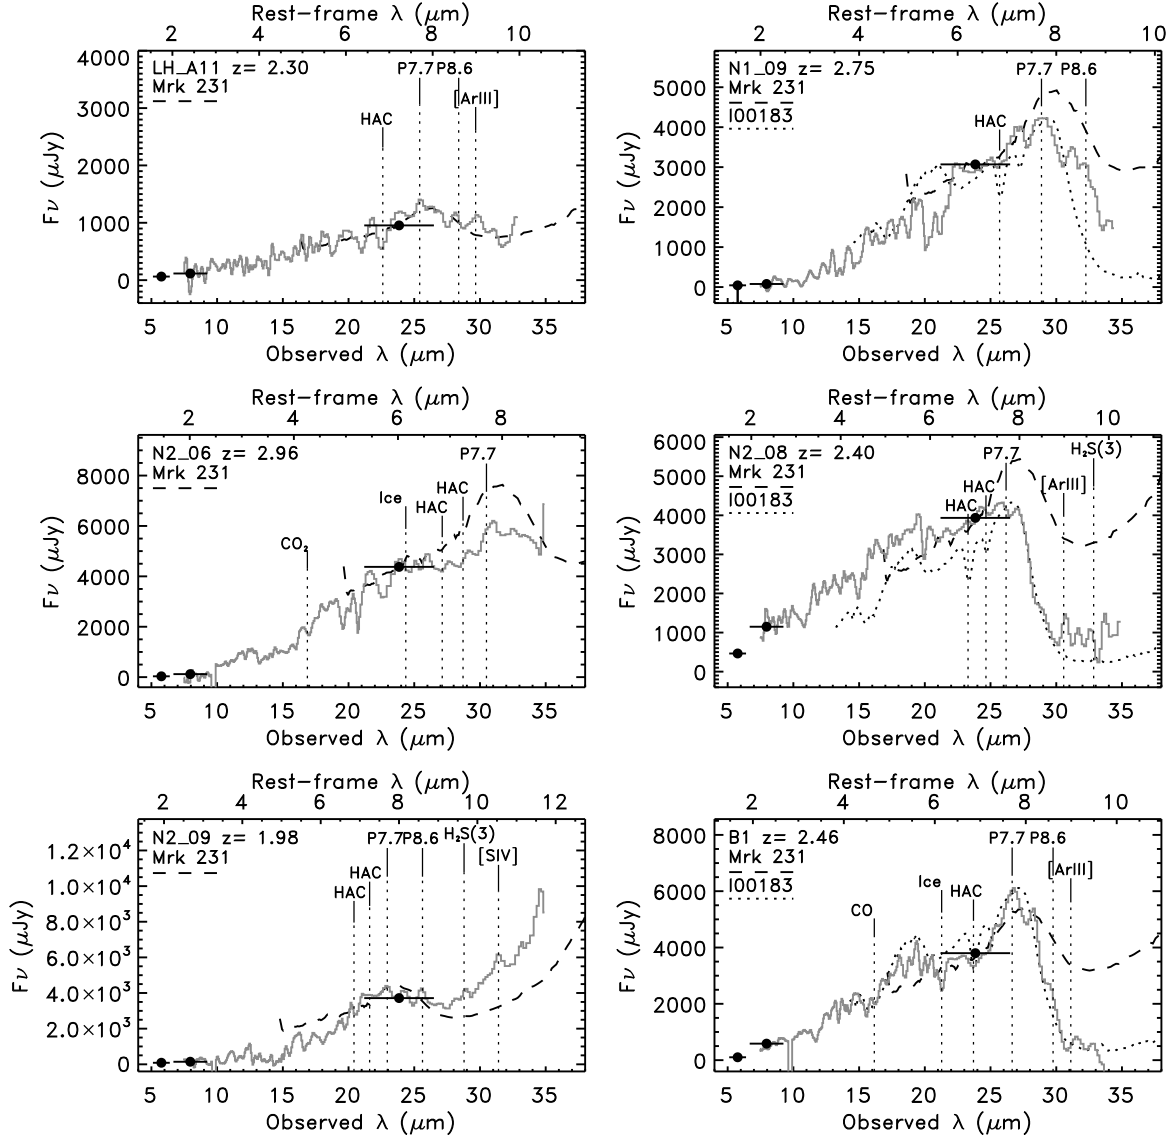 Rest-frame λ (μm)
2 4 6 8 10
LH_A11 z= 2.30
Mrk 231
P7.7 P8.6
[ArIII]
HAC
4000
3000
2000
1000
0
Fν (μJy)
5 10 15 20 25 30 35
Observed λ (μm)
Rest-frame λ (μm)
2 4 6 8
N1_09 z= 2.75
Mrk 231
I00183
P7.7 P8.6
HAC
5000
4000
3000
2000
1000
0
Fν (μJy)
5 10 15 20 25 30 35
Observed λ (μm)
Rest-frame λ (μm)
2 4 6 8
N2_06 z= 2.96
Mrk 231
P7.7
HAC
Ice
HAC
CO₂
8000
6000
4000
2000
0
Fν (μJy)
5 10 15 20 25 30 35
Observed λ (μm)
Rest-frame λ (μm)
2 4 6 8 10
N2_08 z= 2.40
Mrk 231
I00183
H₂S(3)
P7.7
[ArIII]
HAC
HAC
6000
5000
4000
3000
2000
1000
0
Fν (μJy)
5 10 15 20 25 30 35
Observed λ (μm)
Rest-frame λ (μm)
2 4 6 8 10 12
N2_09 z= 1.98
Mrk 231
P7.7 P8.6 H₂S(3)
[SIV]
HAC
HAC
1.2×10⁴
1.0×10⁴
8.0×10³
6.0×10³
4.0×10³
2.0×10³
0
Fν (μJy)
5 10 15 20 25 30 35
Observed λ (μm)
Rest-frame λ (μm)
2 4 6 8 10
B1 z= 2.46
Mrk 231
I00183
P7.7 P8.6
[ArIII]
Ice
HAC
CO
8000
6000
4000
2000
0
Fν (μJy)
5 10 15 20 25 30 35
Observed λ (μm)